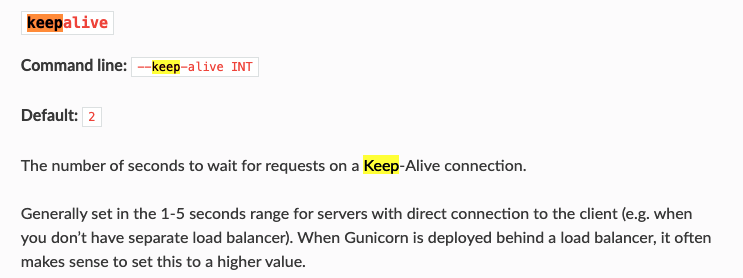 keepalive
Command line: --keep-alive INT
Default: 2
The number of seconds to wait for requests on a Keep-Alive connection.
Generally set in the 1-5 seconds range for servers with direct connection to the client (e.g. when
you don’t have separate load balancer). When Gunicorn is deployed behind a load balancer, it often
makes sense to set this to a higher value.